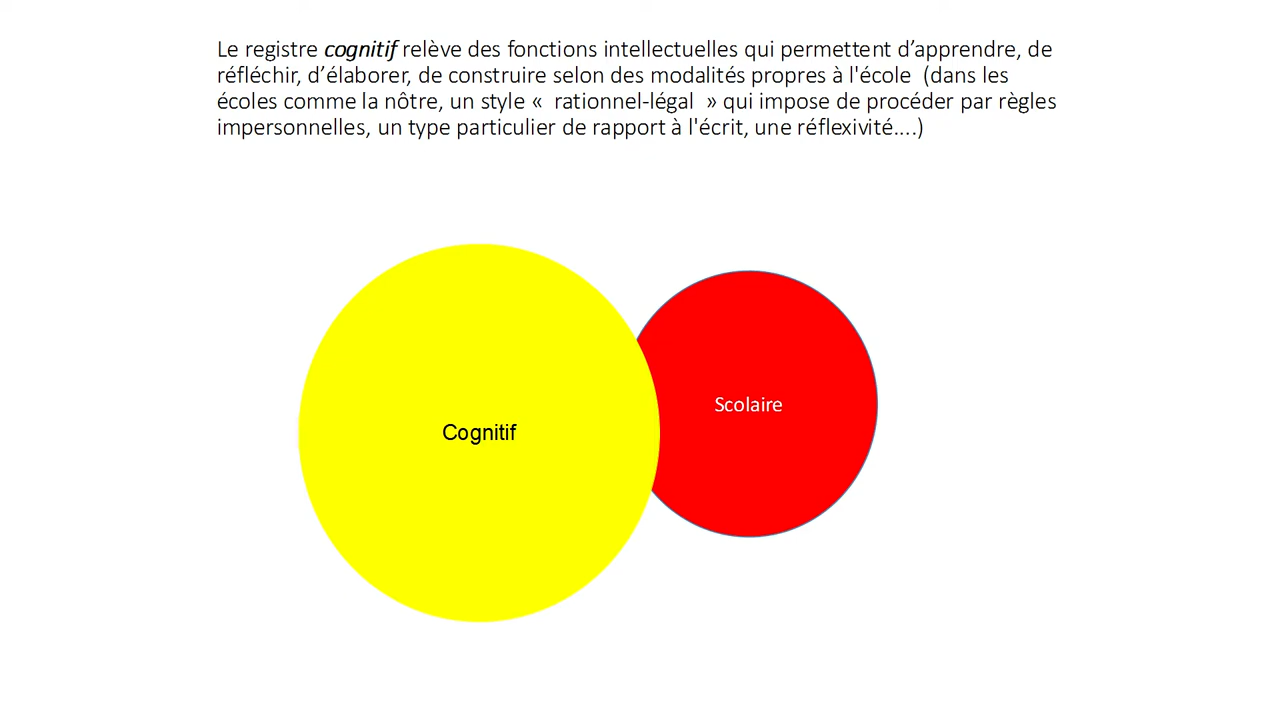 Le registre cognitif relève des fonctions intellectuelles qui permettent d’apprendre, de
réfléchir, d’élaborer, de construire selon des modalités propres à l'école  (dans les
écoles comme la nôtre, un style «  rationnel-légal  » qui impose de procéder par règles
impersonnelles, un type particulier de rapport à l'écrit, une réflexivité....)
Scolaire
Cognitif